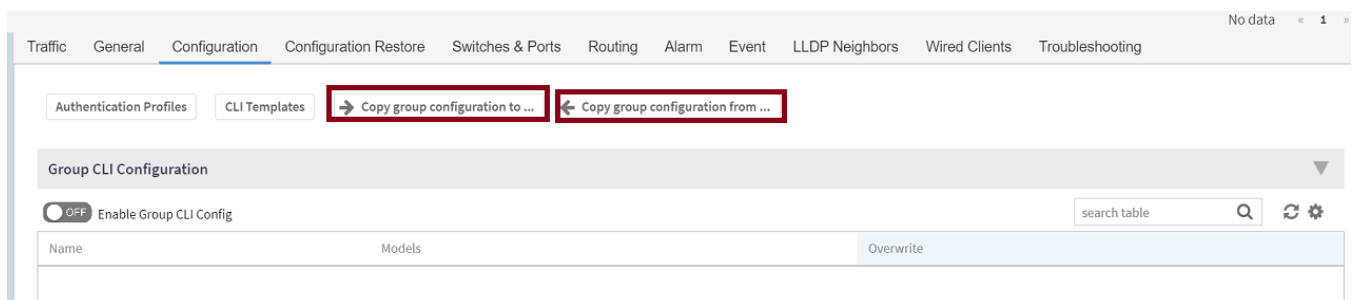 No data « 1 »
Traffic General Configuration Configuration Restore Switches & Ports Routing Alarm Event LLDP Neighbors Wired Clients Troubleshooting
Authentication Profiles CLI Templates Copy group configuration to ... Copy group configuration from ...
Group CLI Configuration
OFF Enable Group CLI Config search table
Name Models Overwrite